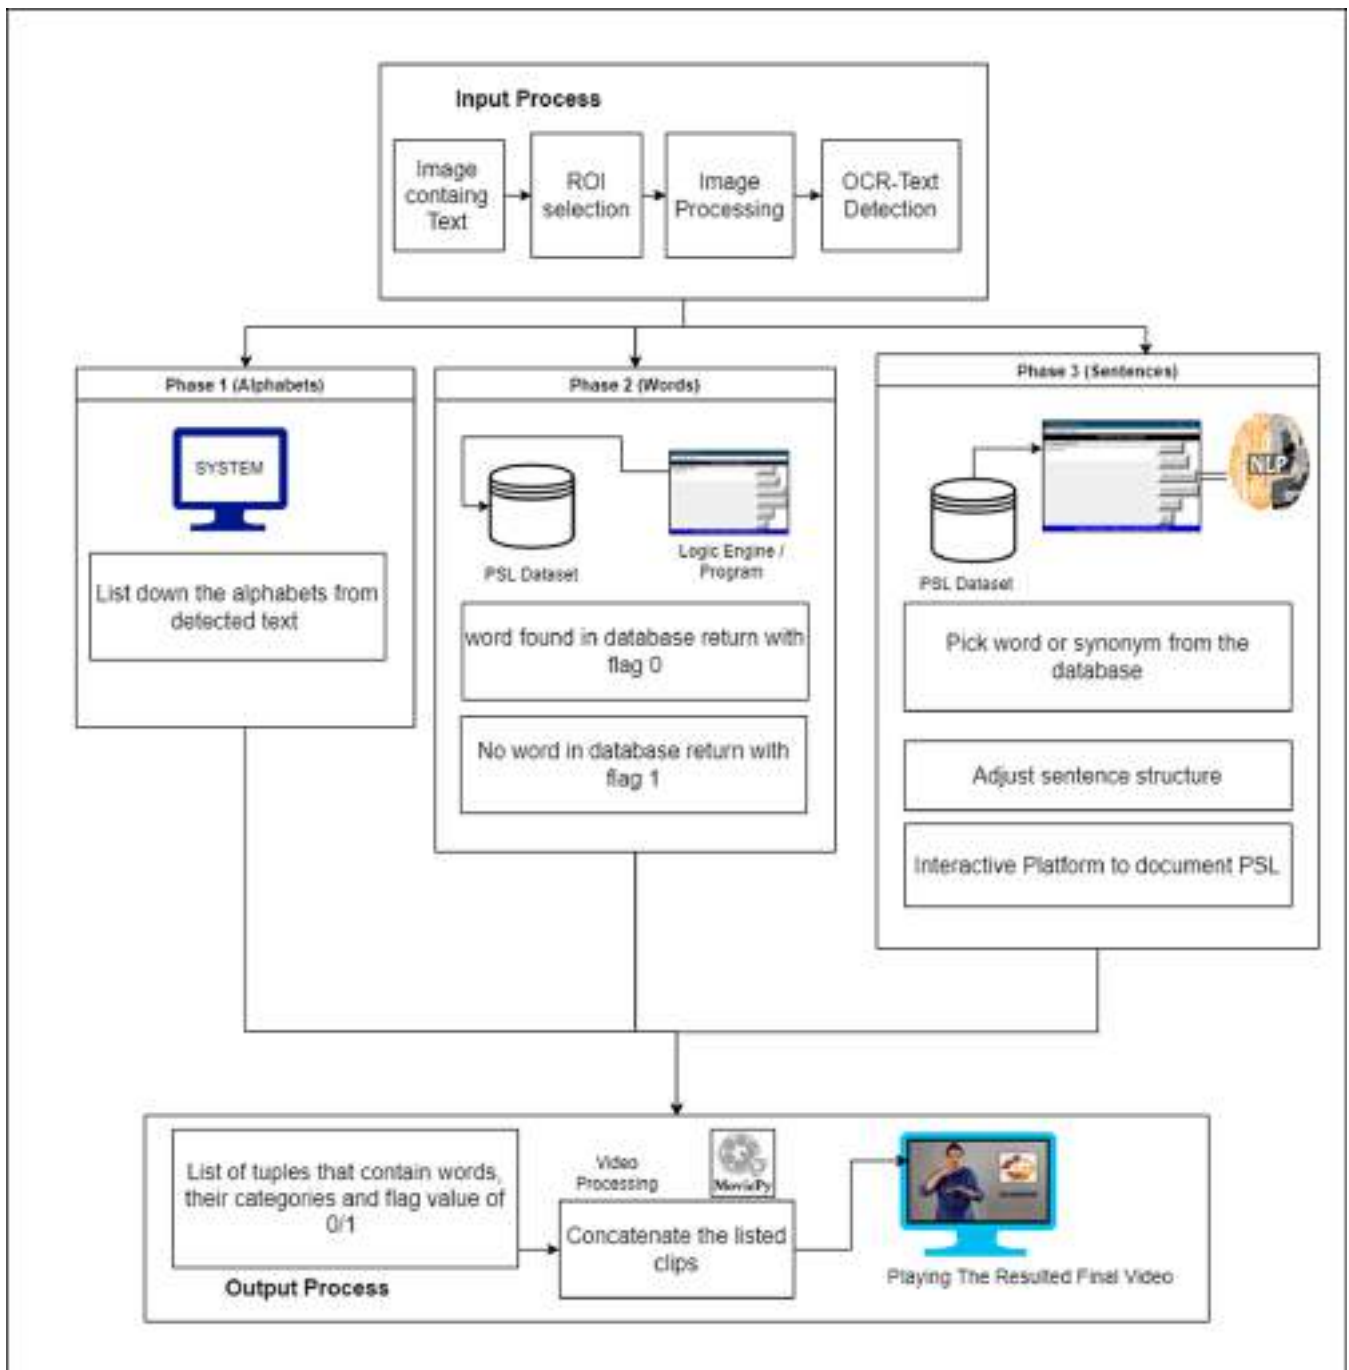 Input Process
Image
containg
Text
ROI
selection
Image
Processing
OCR-Text
Detection
Phase 1 (Alphabets)
SYSTEM
List down the alphabets from
detected text
Phase 2 (Words)
PSL Dataset
Logic Engine /
Program
word found in database return with
flag 0
No word in database return with
flag 1
Phase 3 (Sentences)
NLP
PSL Dataset
Pick word or synonym from the
database
Adjust sentence structure
Interactive Platform to document PSL
List of tuples that contain words,
their categories and flag value of
0/1
Output Process
Video
Processing
MoviePy
Concatenate the listed
clips
Playing The Resulted Final Video